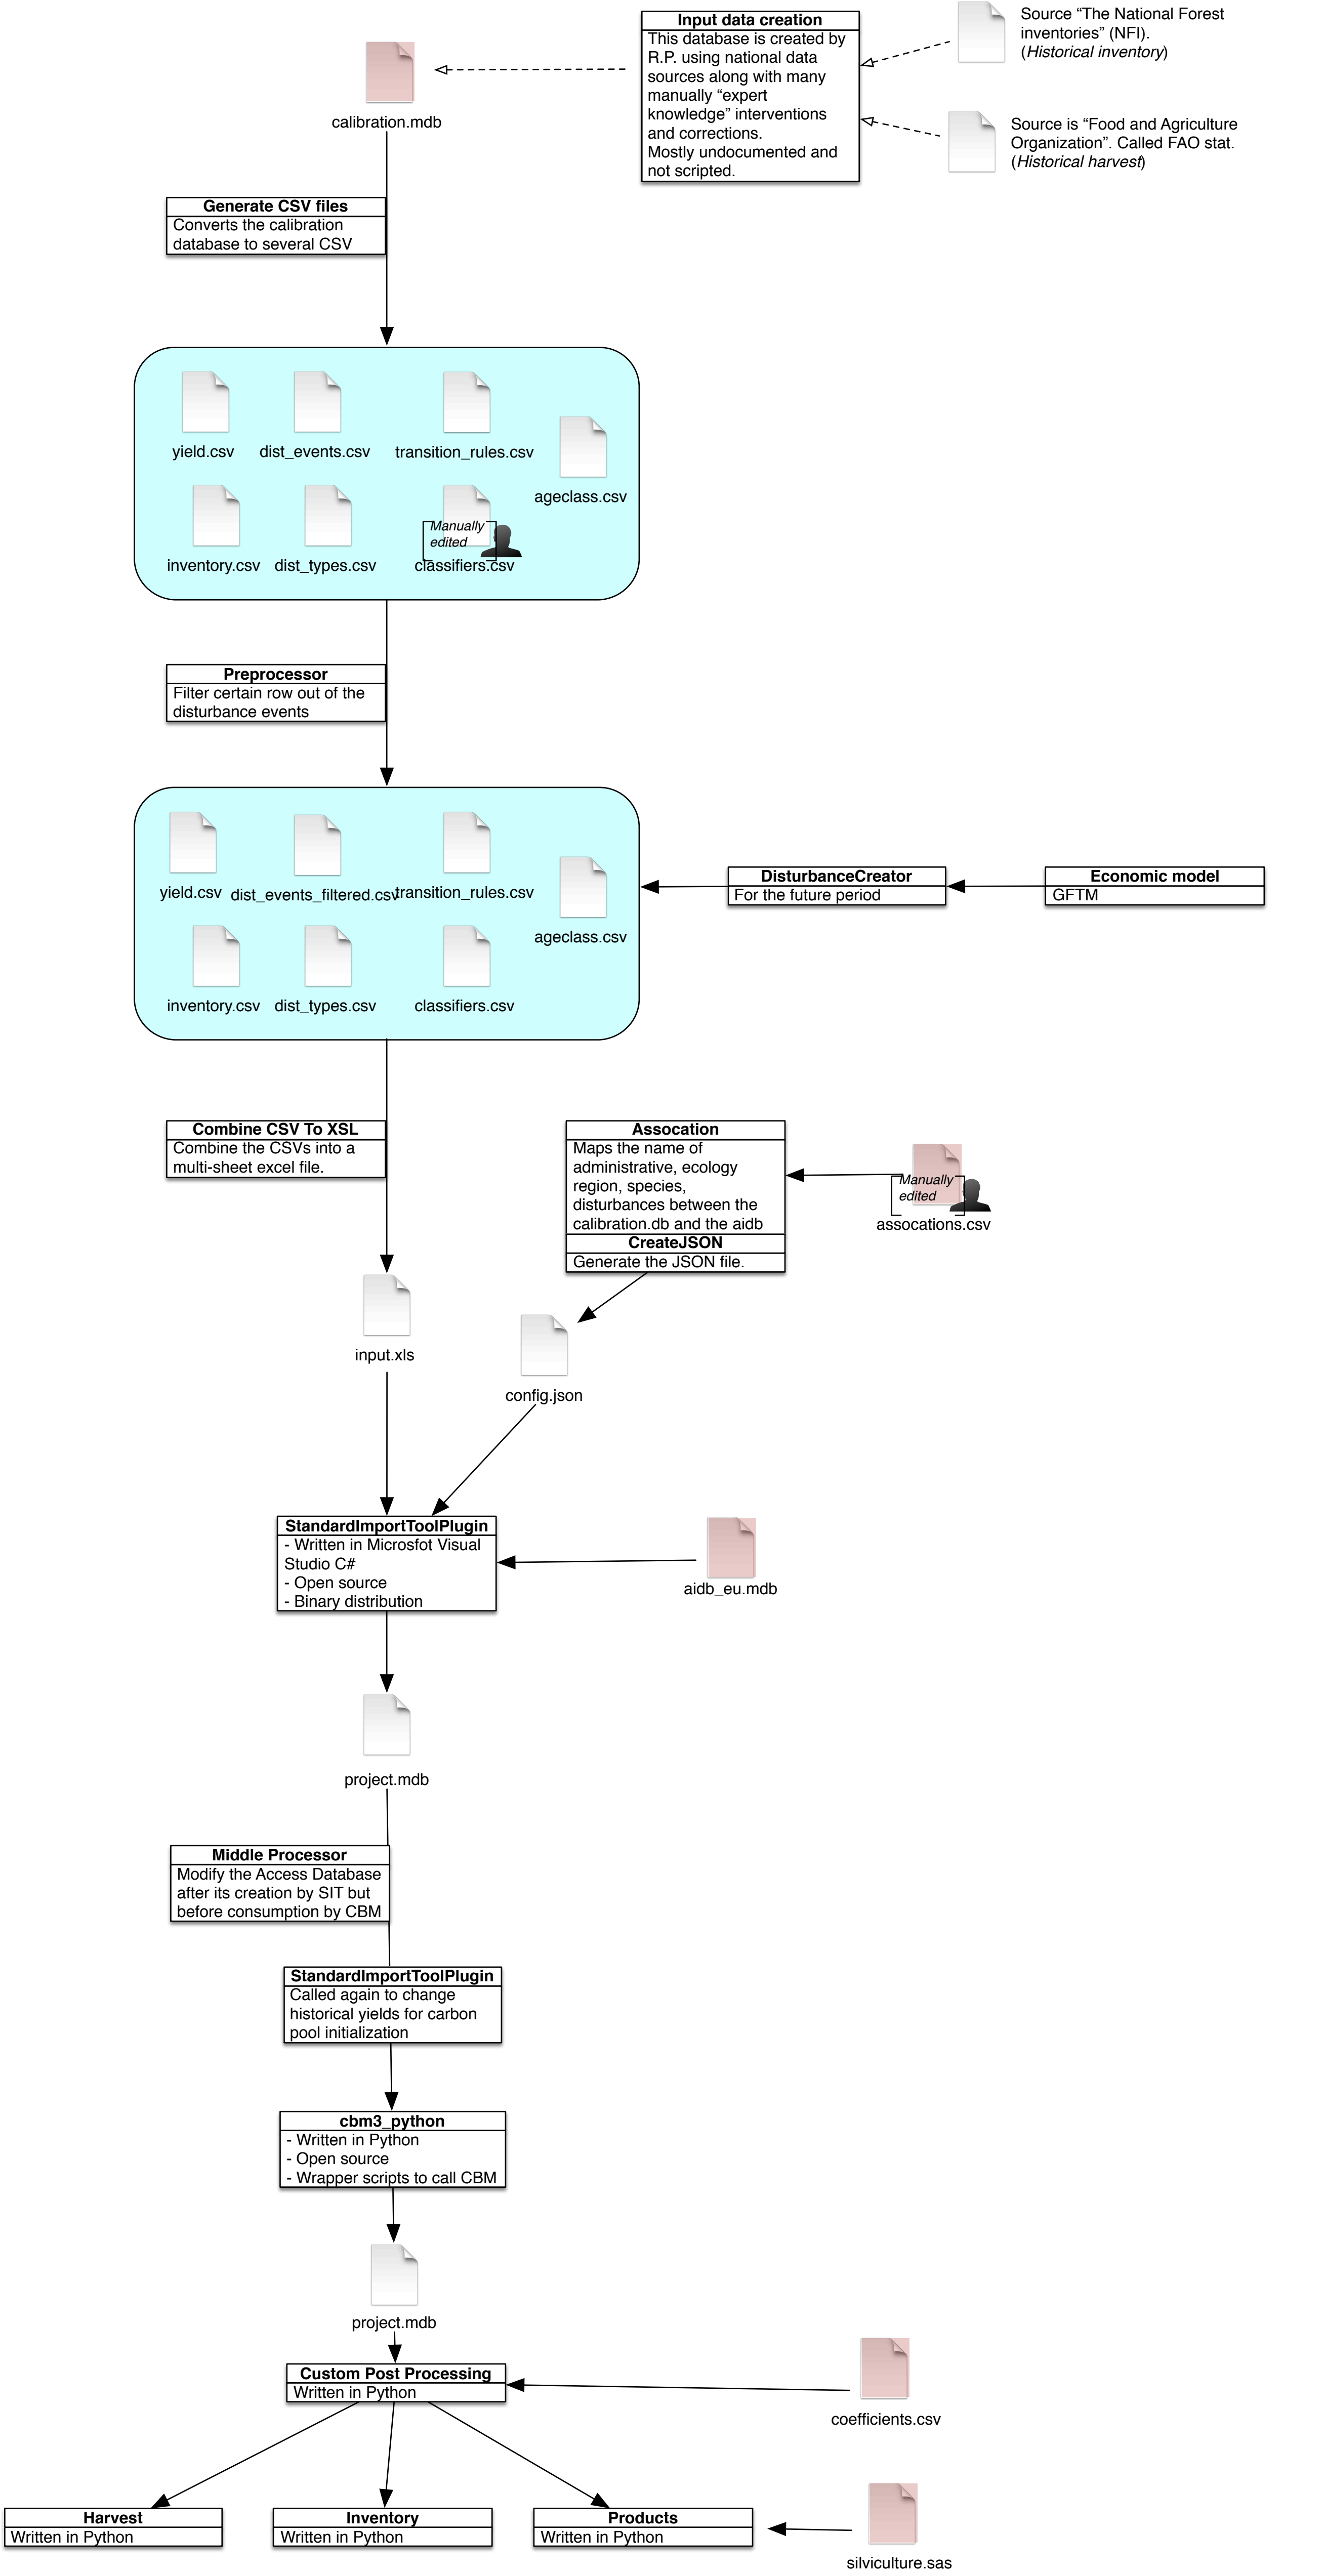 Input data creation
This database is created by
R.P. using national data
sources along with many
manually “expert
knowledge” interventions
and corrections.
Mostly undocumented and
not scripted.
Source “The National Forest
inventories” (NFI).
(Historical inventory)
Source is “Food and Agriculture
Organization”. Called FAO stat.
(Historical harvest)
calibration.mdb
Generate CSV files
Converts the calibration
database to several CSV
yield.csv
dist_events.csv
transition_rules.csv
ageclass.csv
inventory.csv
dist_types.csv
Manually
edited
classifiers.csv
Preprocessor
Filter certain row out of the
disturbance events
yield.csv
dist_events_filtered.csv
transition_rules.csv
ageclass.csv
inventory.csv
dist_types.csv
classifiers.csv
DisturbanceCreator
For the future period
Economic model
GFTM
Combine CSV To XSL
Combine the CSVs into a
multi-sheet excel file.
Assocation
Maps the name of
administrative, ecology
region, species,
disturbances between the
calibration.db and the aidb
CreateJSON
Generate the JSON file.
Manually
edited
assocations.csv
input.xls
config.json
StandardImportToolPlugin
- Written in Microsfot Visual
Studio C#
- Open source
- Binary distribution
aidb_eu.mdb
project.mdb
Middle Processor
Modify the Access Database
after its creation by SIT but
before consumption by CBM
StandardImportToolPlugin
Called again to change
historical yields for carbon
pool initialization
cbm3_python
- Written in Python
- Open source
- Wrapper scripts to call CBM
project.mdb
Custom Post Processing
Written in Python
coefficients.csv
Harvest
Written in Python
Inventory
Written in Python
Products
Written in Python
silviculture.sas